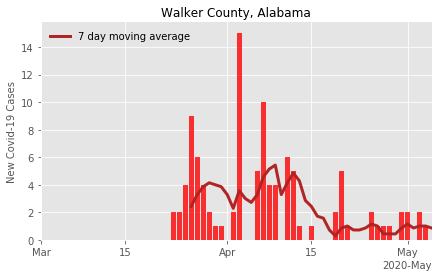 Walker County, Alabama
7 day moving average
New Covid-19 Cases
14
12
10
8
6
4
2
0
Mar 15 Apr 15 May
2020-May